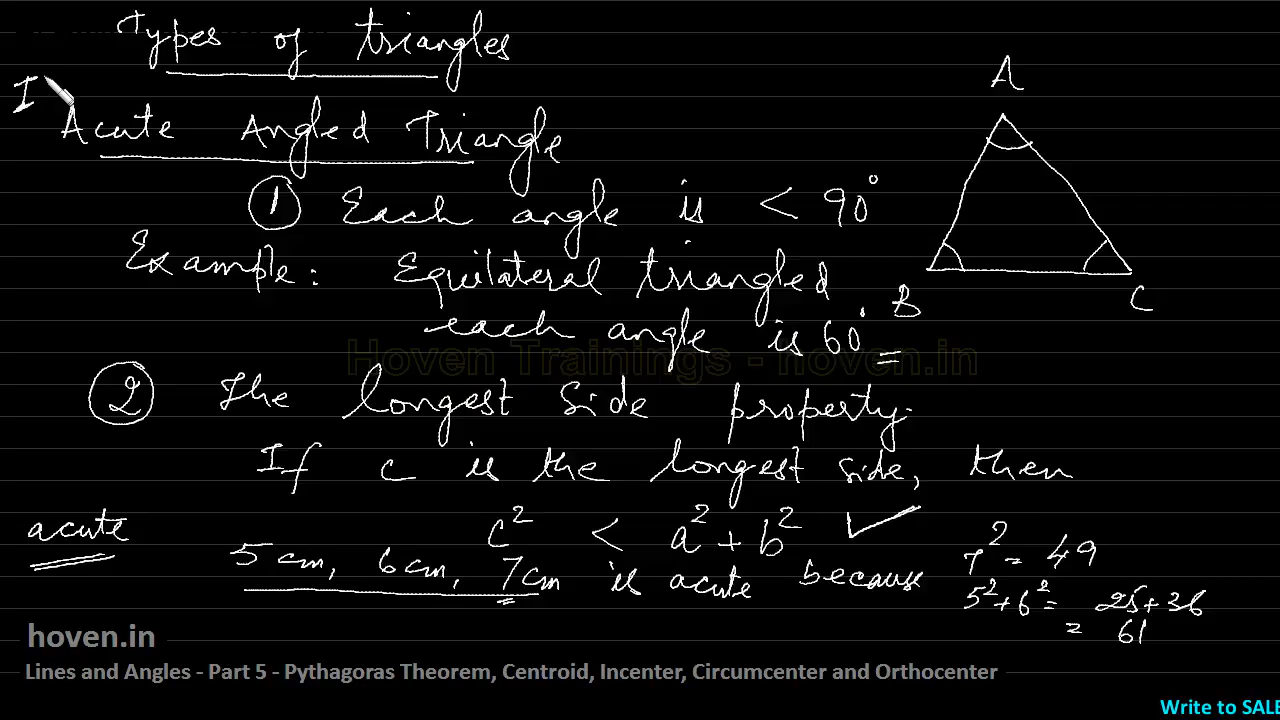 Types of triangles
I
Acute Angled Triangle
A
① Each angle is < 90°
Example: Equilateral triangled
each angle is 60°
B
C
Hoven Trainings - hoven.in
② The longest side property.
If c is the longest side, then
acute
c² < a² + b² ✓
7² = 49
5 cm, 6 cm, 7 cm is acute because
5² + 6² = 25 + 36
= 61
hoven.in
Lines and Angles - Part 5 - Pythagoras Theorem, Centroid, Incenter, Circumcenter and Orthocenter
Write to SALE